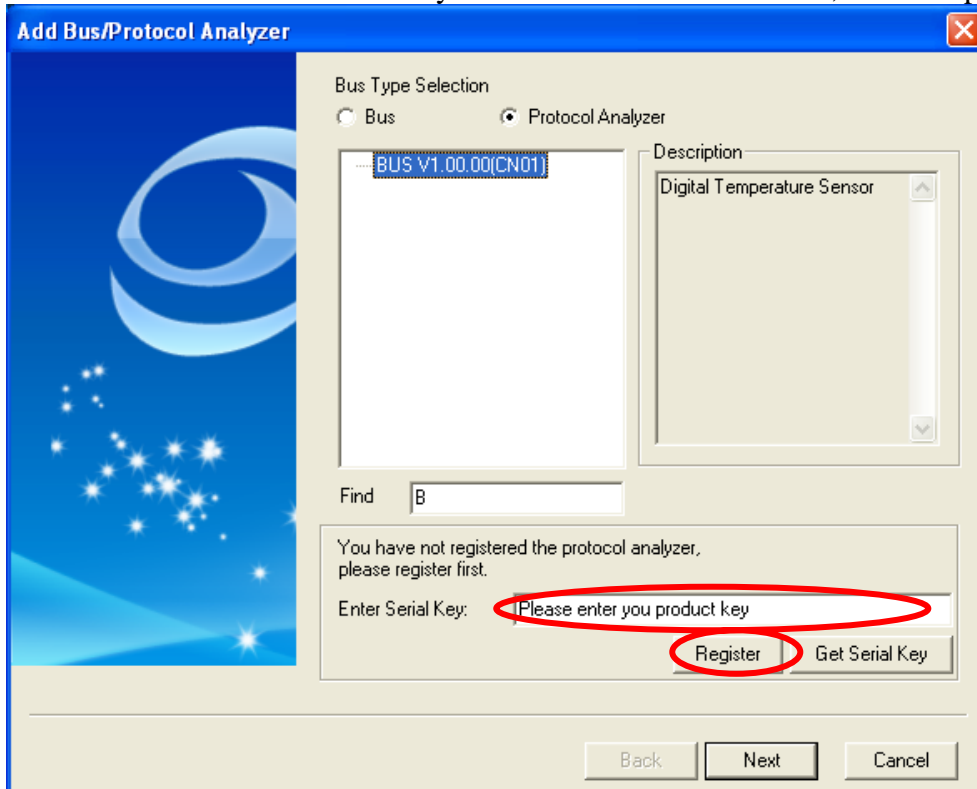 Add Bus/Protocol Analyzer
Bus Type Selection
Bus
Protocol Analyzer
BUS V1.00.00(CN01)
Description
Digital Temperature Sensor
Find
B
You have not registered the protocol analyzer,
please register first.
Enter Serial Key:
Please enter you product key
Register
Get Serial Key
Back
Next
Cancel